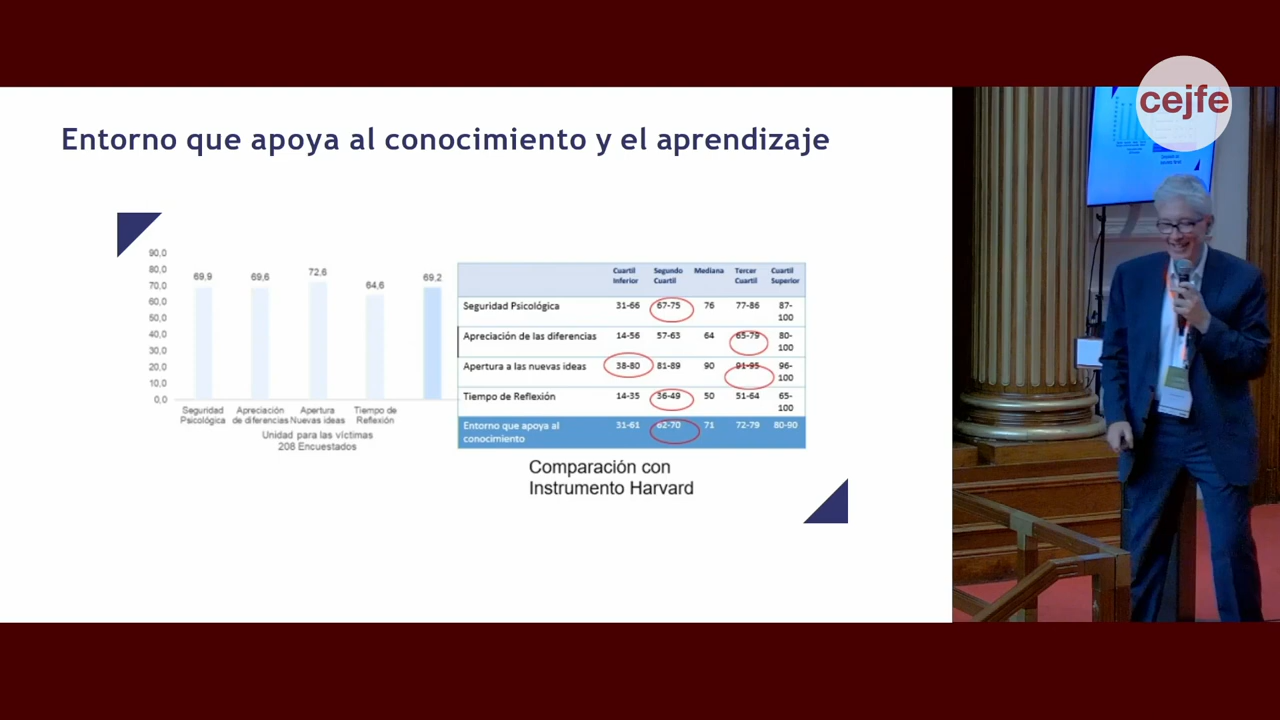 cejfe
Entorno que apoya al conocimiento y el aprendizaje
90,0
80,0
70,0
60,0
50,0
40,0
30,0
20,0
10,0
0,0
69,9
69,6
72,6
64,6
69,2
Seguridad Psicológica
Apreciación de diferencias
Apertura Nuevas ideas
Tiempo de Reflexión
Unidad para las víctimas
208 Encuestados
Cuartil Inferior Segundo Cuartil Mediana Tercer Cuartil Cuartil Superior
Seguridad Psicológica 31-66 67-75 76 77-86 87-100
Apreciación de las diferencias 14-56 57-63 64 65-79 80-100
Apertura a las nuevas ideas 38-80 81-89 90 91-95 96-100
Tiempo de Reflexión 14-35 36-49 50 51-64 65-100
Entorno que apoya al conocimiento 31-61 62-70 71 72-79 80-90
Comparación con
Instrumento Harvard